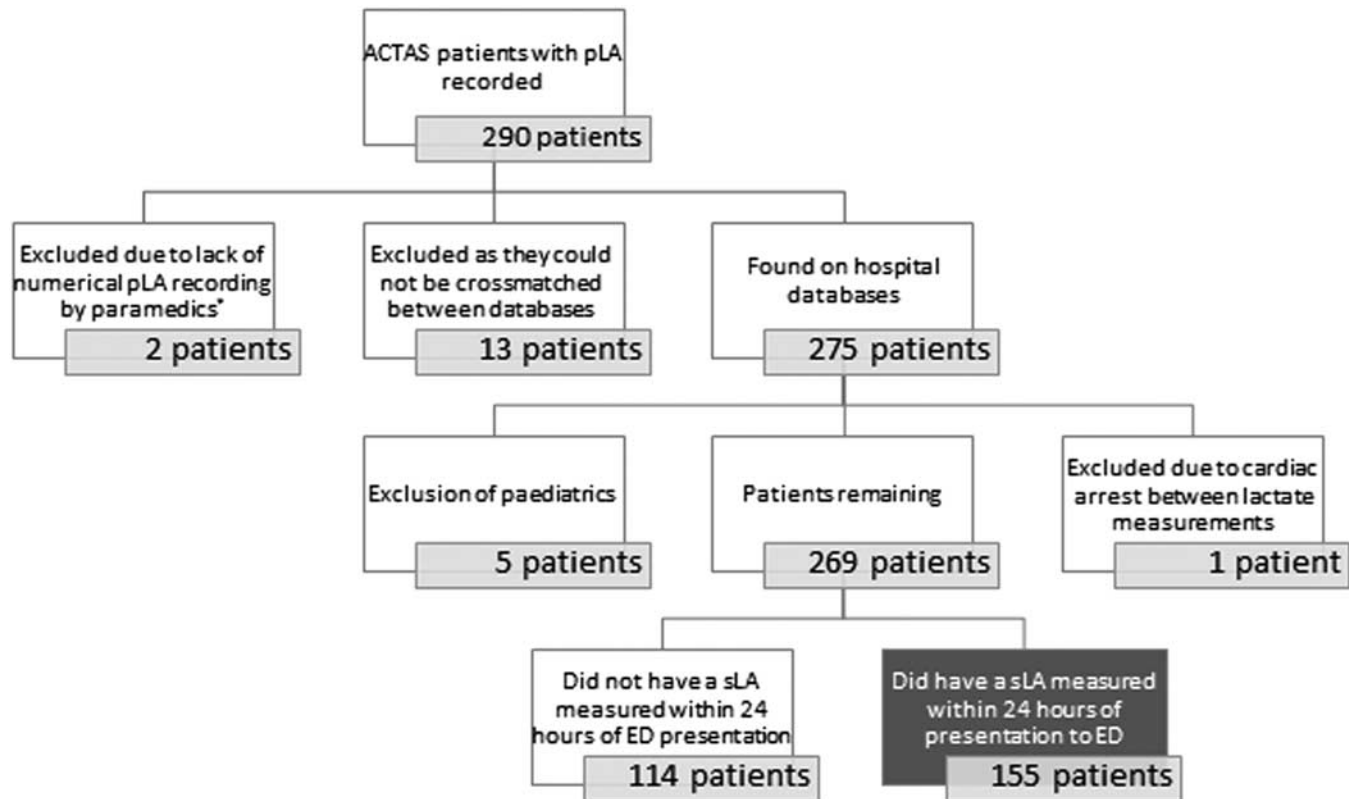 ACTAS patients with pLA
recorded
290 patients
Excluded due to lack of
numerical pLA recording
by paramedics*
2 patients
Excluded as they could
not be crossmatched
between databases
13 patients
Found on hospital
databases
275 patients
Exclusion of paediatrics
5 patients
Patients remaining
269 patients
Excluded due to cardiac
arrest between lactate
measurements
1 patient
Did not have a sLA
measured within 24
hours of ED presentation
114 patients
Did have a sLA measured
within 24 hours of
presentation to ED
155 patients